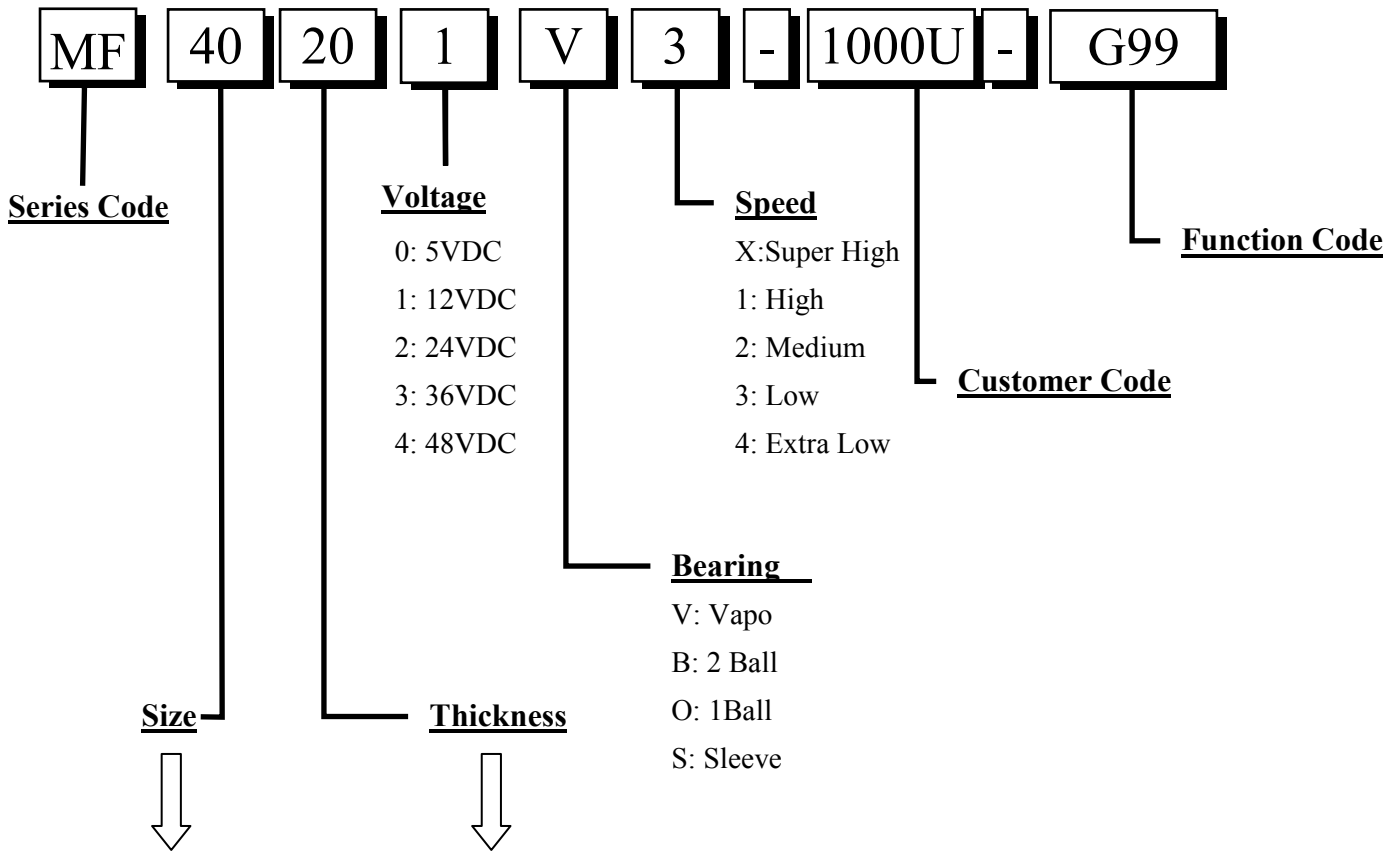 MF 40 20 1 V 3 - 1000U - G99
Series Code
Voltage
0: 5VDC
1: 12VDC
2: 24VDC
3: 36VDC
4: 48VDC
Speed
X:Super High
1: High
2: Medium
3: Low
4: Extra Low
Function Code
Customer Code
Bearing
V: Vapo
B: 2 Ball
O: 1Ball
S: Sleeve
Size
Thickness